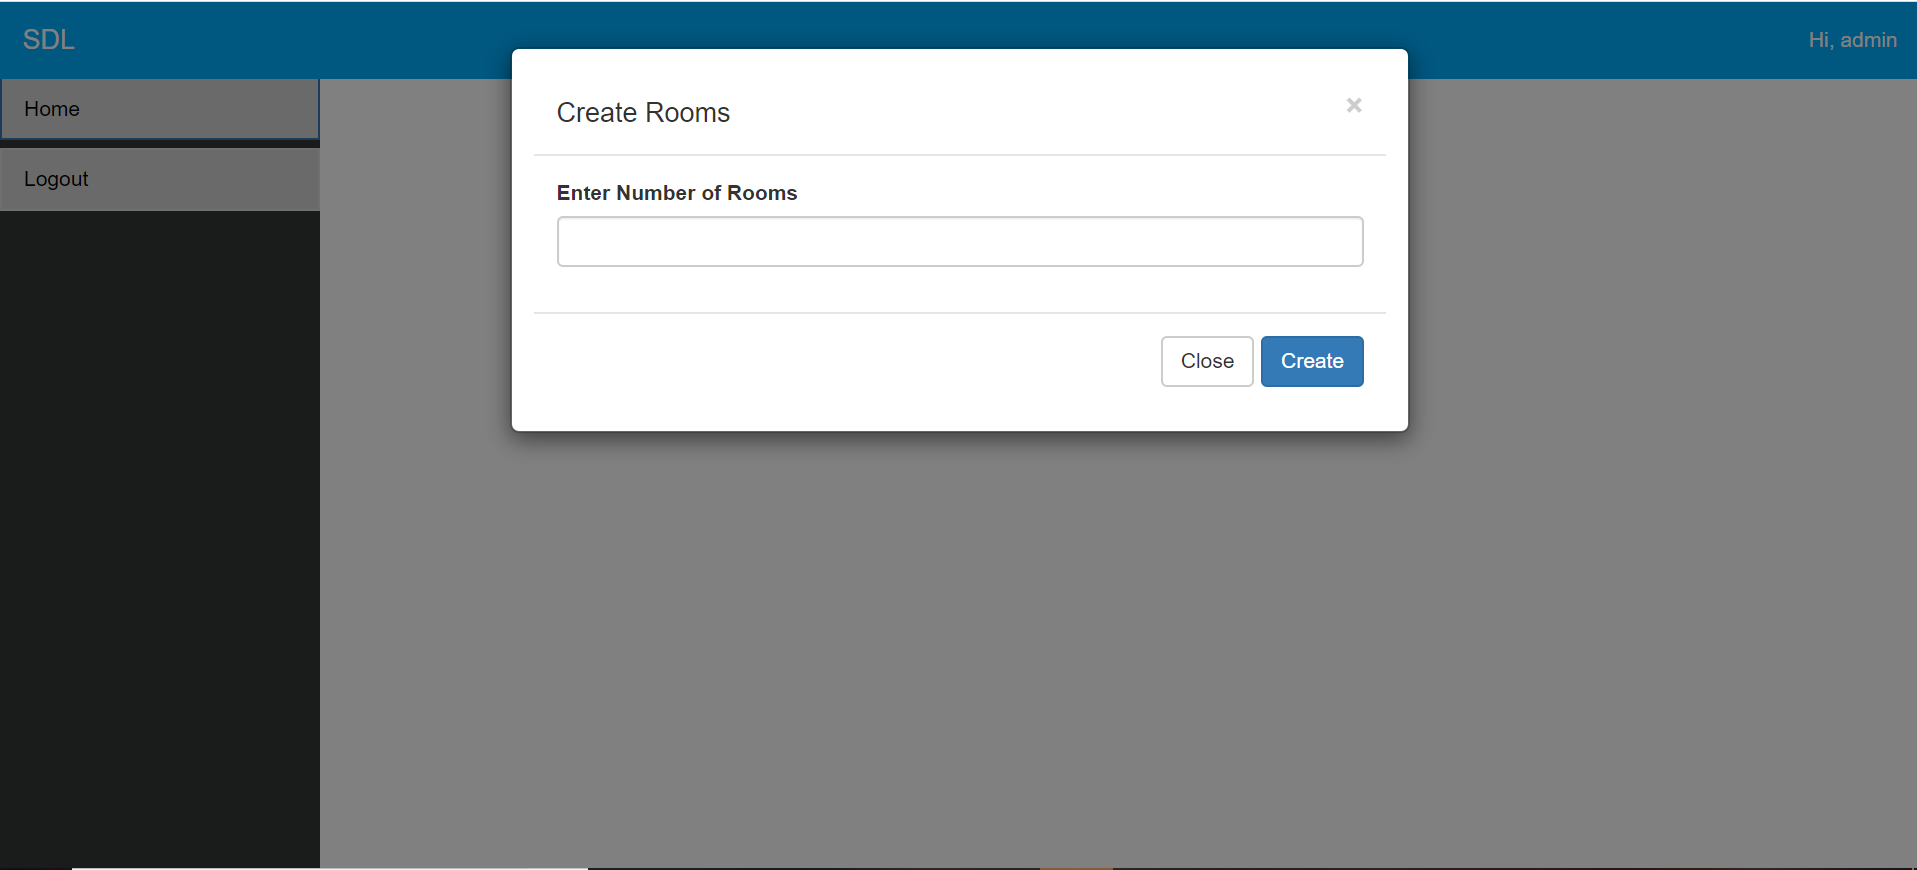 SDL
Hi, admin
Home
Logout
Create Rooms
×
Enter Number of Rooms
Close
Create